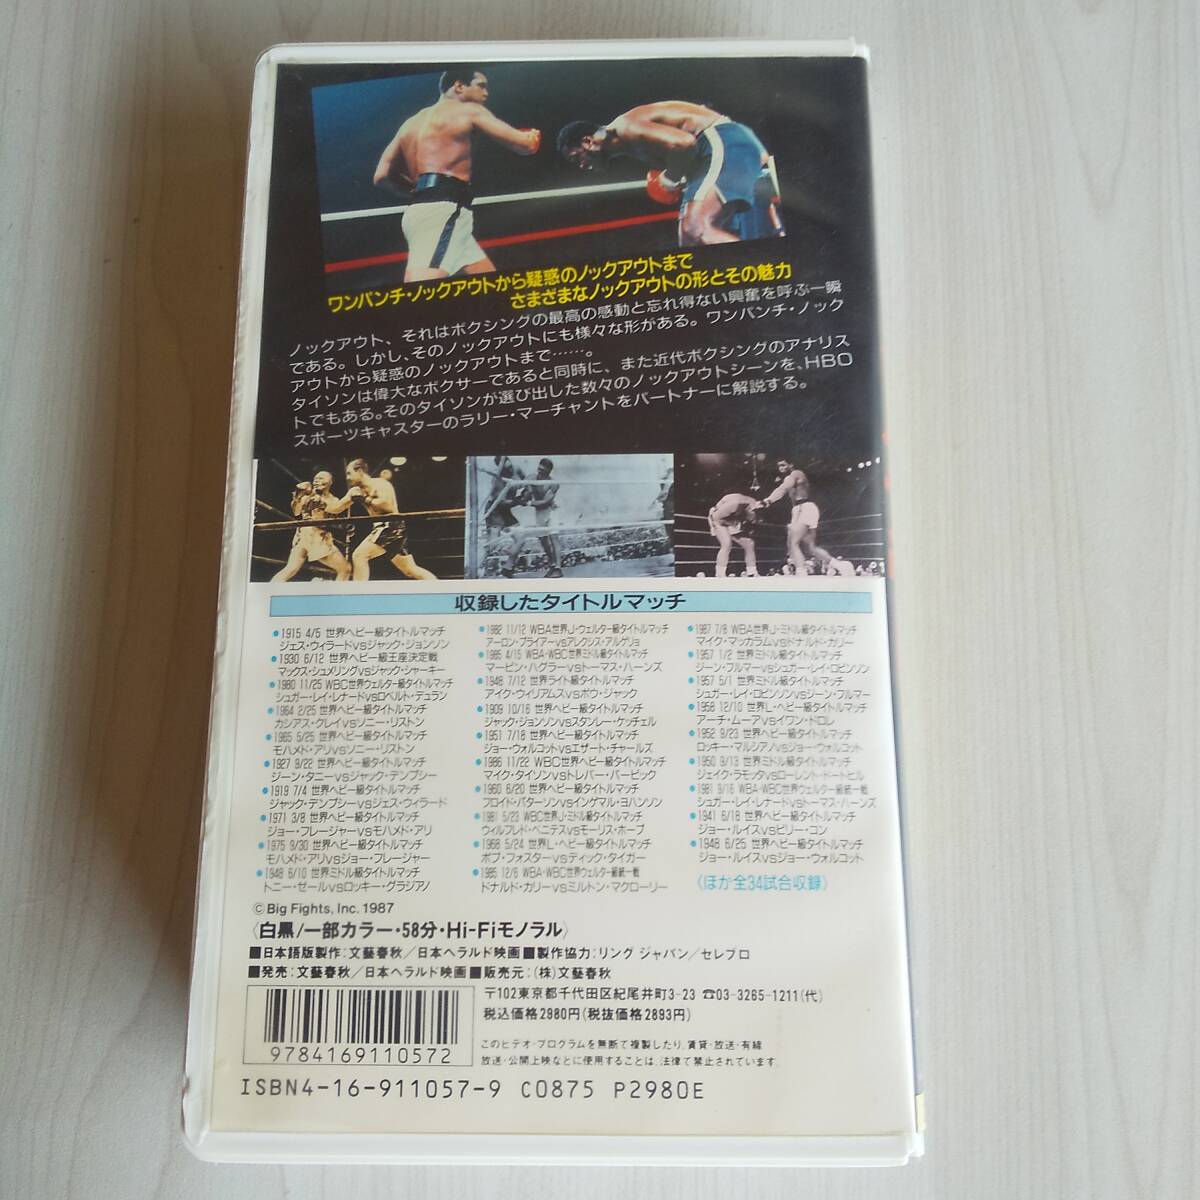 ワンパンチ・ノックアウトから疑惑のノックアウトまで
さまざまなノックアウトの形とその魅力
ノックアウト、それはボクシングの最高の感動と忘れ得ない興奮を呼ぶ一瞬
である。しかし、そのノックアウトにも様々な形がある。ワンパンチ・ノック
アウトから疑惑のノックアウトまで……。
タイソンは偉大なボクサーであると同時に、また近代ボクシングのアナリス
トでもある。そのタイソンが選び出した数々のノックアウトシーンを、HBO
スポーツキャスターのラリー・マーチャントをパートナーに解説する。
収録したタイトルマッチ
●1915 4/5 世界ヘビー級タイトルマッチ
ジェス・ウィラードvsジャック・ジョンソン
●1930 6/12 世界ヘビー級王座決定戦
マックス・シュメリングvsジャック・シャーキー
●1980 11/25 WBC世界ウェルター級タイトルマッチ
シュガー・レイ・レナードvsロベルト・デュラン
●1964 2/25 世界ヘビー級タイトルマッチ
カシアス・クレイvsソニー・リストン
●1965 5/25 世界ヘビー級タイトルマッチ
モハメド・アリvsソニー・リストン
●1927 9/22 世界ヘビー級タイトルマッチ
ジーン・タニーvsジャック・デンプシー
●1919 7/4 世界ヘビー級タイトルマッチ
ジャック・デンプシーvsジェス・ウィラード
●1971 3/8 世界ヘビー級タイトルマッチ
ジョー・フレージャーvsモハメド・アリ
●1975 9/30 世界ヘビー級タイトルマッチ
モハメド・アリvsジョー・フレージャー
●1948 6/10 世界ミドル級タイトルマッチ
トニー・ゼールvsロッキー・グラジアノ
●1982 11/12 WBA世界J・ウェルター級タイトルマッチ
アーロン・プライアーvsアレクシス・アルゲリョ
●1985 4/15 WBA・WBC世界ミドル級タイトルマッチ
マービン・ハグラーvsトーマス・ハーンズ
●1948 7/12 世界ライト級タイトルマッチ
アイク・ウィリアムスvsボウ・ジャック
●1909 10/16 世界ヘビー級タイトルマッチ
ジャック・ジョンソンvsスタンレー・ケッチェル
●1951 7/18 世界ヘビー級タイトルマッチ
ジョー・ウォルコットvsエザート・チャールズ
●1986 11/22 WBC世界ヘビー級タイトルマッチ
マイク・タイソンvsトレバー・バービック
●1960 6/20 世界ヘビー級タイトルマッチ
フロイド・パターソンvsインゲマル・ヨハンソン
●1981 5/23 WBC世界J・ミドル級タイトルマッチ
ウィルフレド・ベニテスvsモーリス・ホープ
●1968 5/24 世界L・ヘビー級タイトルマッチ
ボブ・フォスターvsディック・タイガー
●1985 12/6 WBA・WBC世界ウェルター級統一戦
ドナルド・カリーvsミルトン・マクローリー
●1987 7/8 WBA世界J・ミドル級タイトルマッチ
マイク・マッカラムvsドナルド・カリー
●1957 1/2 世界ミドル級タイトルマッチ
ジーン・フルマーvsシュガー・レイ・ロビンソン
●1957 5/1 世界ミドル級タイトルマッチ
シュガー・レイ・ロビンソンvsジーン・フルマー
●1958 12/10 世界L・ヘビー級タイトルマッチ
アーチ・ムーアvsイワン・ドロレ
●1952 9/23 世界ヘビー級タイトルマッチ
ロッキー・マルシアノvsジョー・ウォルコット
●1950 9/13 世界ミドル級タイトルマッチ
ジェイク・ラモッタvsローレント・ドートヒル
●1981 9/16 WBA・WBC世界ウェルター級統一戦
シュガー・レイ・レナードvsトーマス・ハーンズ
●1941 6/18 世界ヘビー級タイトルマッチ
ジョー・ルイスvsビリー・コン
●1948 6/25 世界ヘビー級タイトルマッチ
ジョー・ルイスvsジョー・ウォルコット
〈ほか全34試合収録〉
©Big Fights, Inc. 1987
〈白黒/一部カラー・58分・Hi-Fiモノラル〉
■日本語版製作：文藝春秋／日本ヘラルド映画■製作協力：リング ジャパン／セレブロ
■発売：文藝春秋／日本ヘラルド映画■販売元：(株)文藝春秋
〒102東京都千代田区紀尾井町3-23 ☎03-3265-1211(代)
税込価格2980円(税抜価格2893円)
このビデオ・プログラムを無断で複製したり、賃貸・放送・有線
放送・公開上映などに使用することは、法律で禁止されています。
9784169110572
ISBN4-16-911057-9 C0875 P2980E